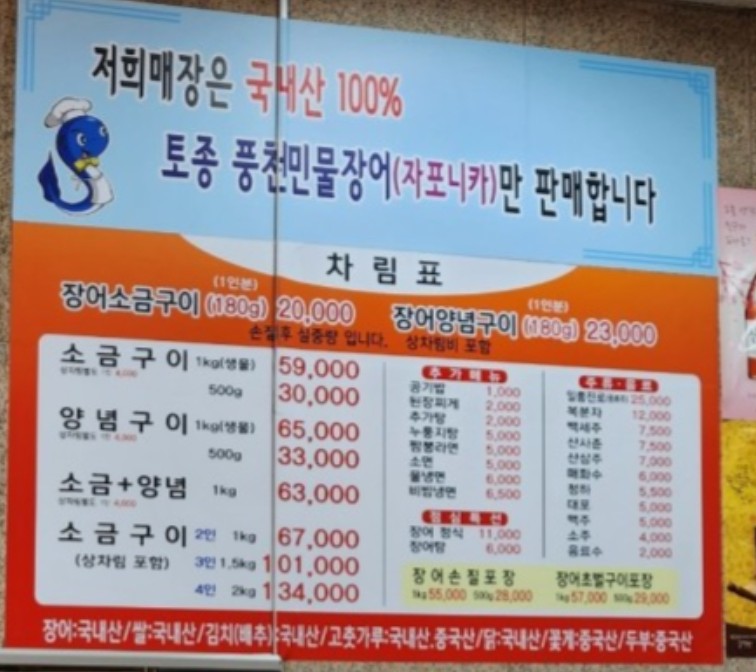 저희매장은 국내산 100%
토종 풍천민물장어(자포니카)만 판매합니다
차림표
(1인분) (1인분)
장어소금구이 (180g) 20,000 장어양념구이 (180g) 23,000
손질후 실중량 입니다. 상차림비 포함
소금구이 1kg(생물) 59,000
500g 30,000
양념구이 1kg(생물) 65,000
500g 33,000
소금+양념 1kg 63,000
소금구이 2인 1kg 67,000
(상차림 포함) 3인 1.5kg 101,000
4인 2kg 134,000
추가메뉴
공기밥 1,000
된장찌게 2,000
추가탕 2,000
누룽지탕 5,000
짬뽕라면 5,000
소면 5,000
물냉면 6,000
비빔냉면 6,500
점심특선
장어 정식 11,000
장어탕 6,000
주류·음료
일품진로 25,000
복분자 12,000
백세주 7,500
산사춘 7,500
산삼주 7,000
매화수 6,000
청하 5,500
대포 5,500
맥주 5,000
소주 4,000
음료수 2,000
장어손질포장
1kg 55,000 500g 28,000
장어초벌구이포장
1kg 57,000 500g 29,000
장어:국내산/쌀:국내산/김치(배추):국내산/고춧가루:국내산.중국산/닭:국내산/꽃게:중국산/두부:중국산